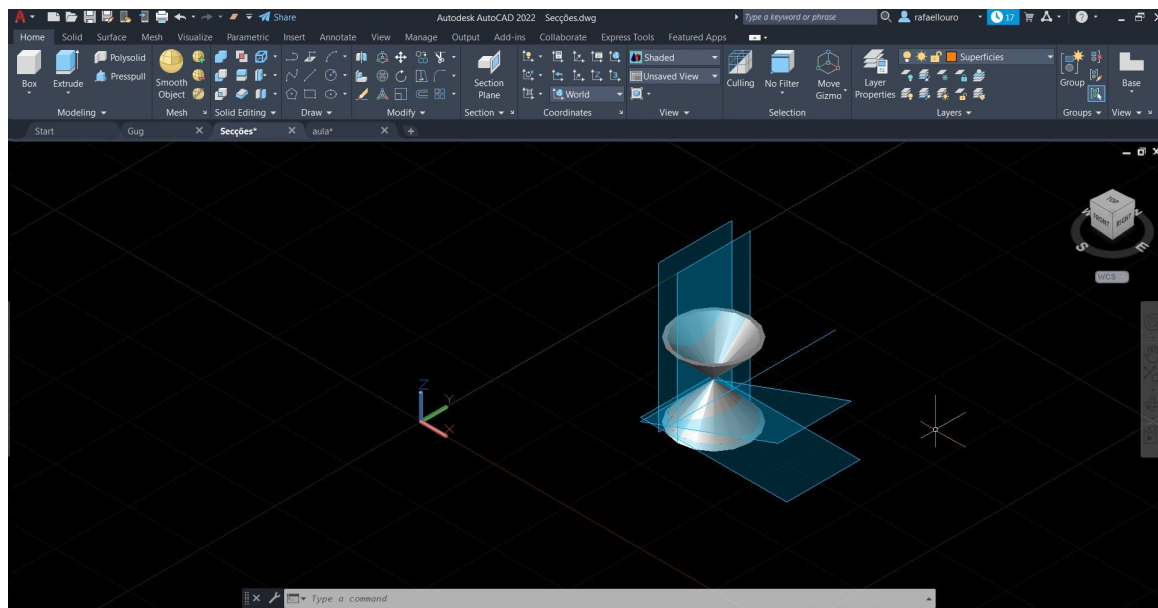 A Share Autodesk AutoCAD 2022 Secções.dwg Type a keyword or phrase rafaellouro 17
Home Solid Surface Mesh Visualize Parametric Insert Annotate View Manage Output Add-ins Collaborate Express Tools Featured Apps
Box Extrude Polysolid Presspull Smooth Object Section Plane World Shaded Unsaved View Culling No Filter Move Gizmo Layer Properties Superficies Group Base
Modeling Mesh Solid Editing Draw Modify Section Coordinates View Selection Layers Groups View
Start Gug Secções* aula*
TOP
FRONT RIGHT
S E
WCS
Z
Y
X
Type a command